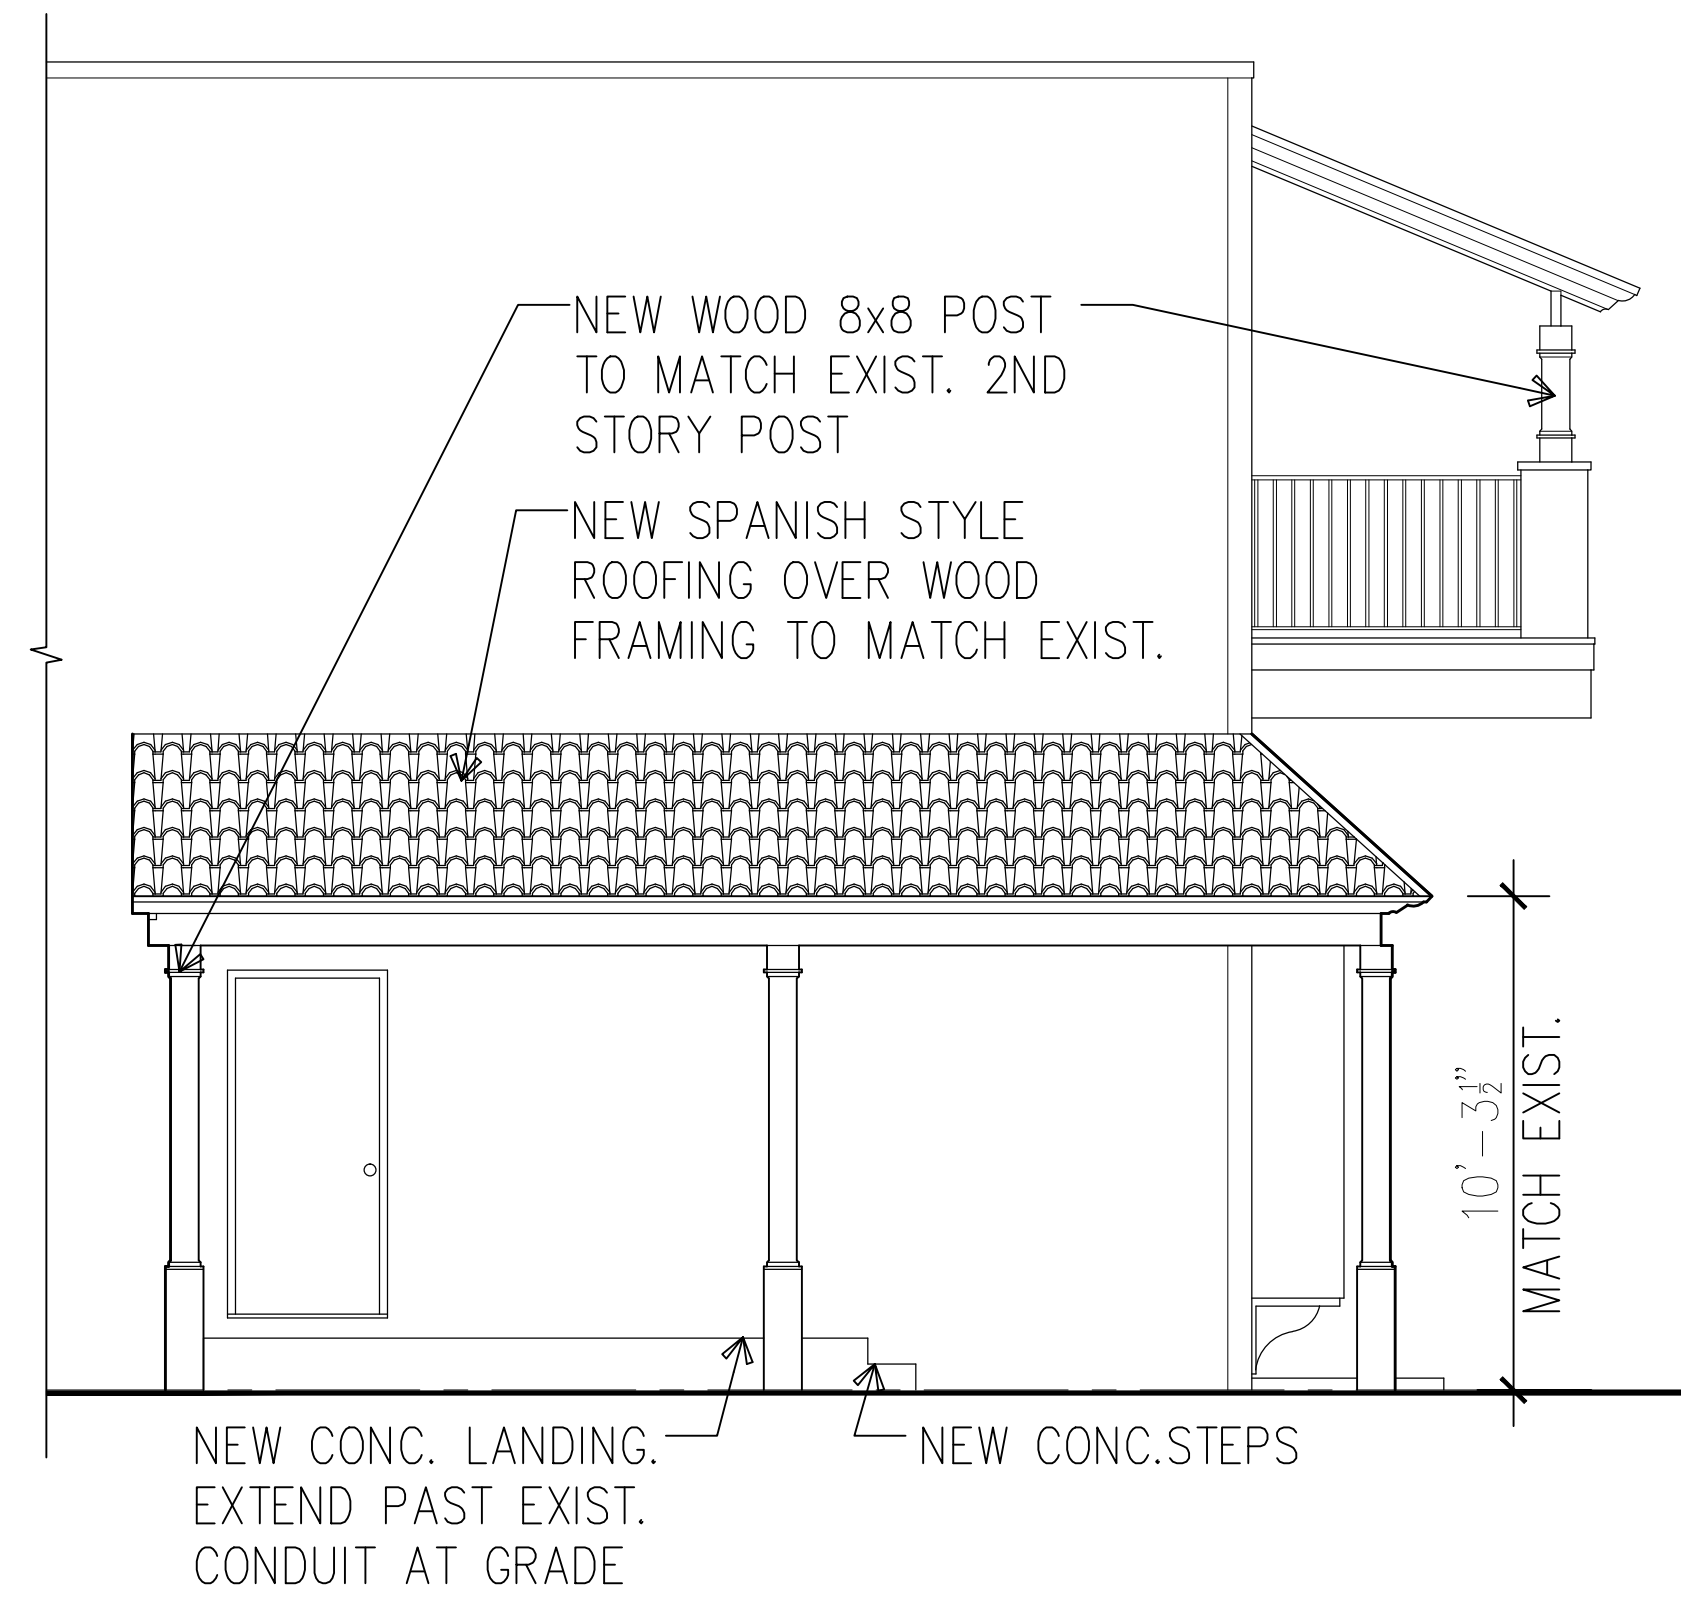 NEW WOOD 8x8 POST
TO MATCH EXIST. 2ND
STORY POST
NEW SPANISH STYLE
ROOFING OVER WOOD
FRAMING TO MATCH EXIST.
10'-3½"
MATCH EXIST.
NEW CONC. LANDING.
EXTEND PAST EXIST.
CONDUIT AT GRADE
NEW CONC.STEPS